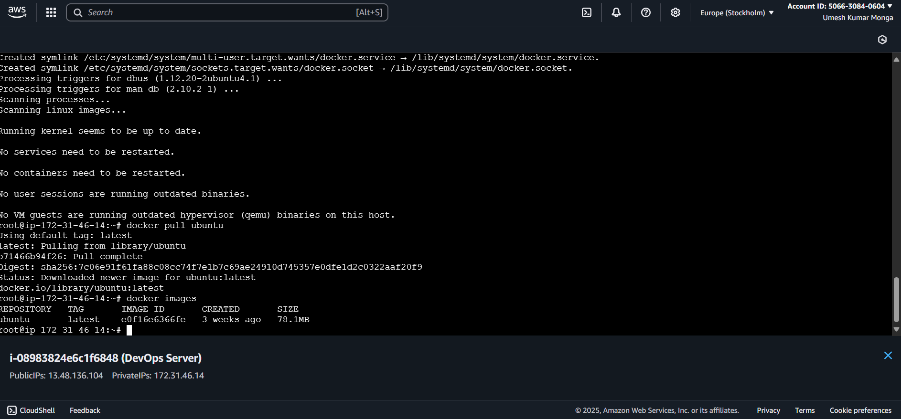 aws
Search
[Alt+S]
Europe (Stockholm)
Account ID: 5066-3084-0604
Umesh Kumar Monga
Created symlink /etc/systemd/system/multi-user.target.wants/docker.service → /lib/systemd/system/docker.service.
Created symlink /etc/systemd/system/sockets.target.wants/docker.socket → /lib/systemd/system/docker.socket.
Processing triggers for dbus (1.12.20-2ubuntu4.1) ...
Processing triggers for man db (2.10.2 1) ...
Scanning processes...
Scanning linux images...
Running kernel seems to be up to date.
No services need to be restarted.
No containers need to be restarted.
No user sessions are running outdated binaries.
No VM guests are running outdated hypervisor (qemu) binaries on this host.
root@ip-172-31-46-14:~# docker pull ubuntu
Using default tag: latest
latest: Pulling from library/ubuntu
b71466b94f26: Pull complete
Digest: sha256:7c06e91f61fa88c08cc74f7e1b7c69ae24910d745357e0dfe1d2c0322aaf20f9
Status: Downloaded newer image for ubuntu:latest
docker.io/library/ubuntu:latest
root@ip-172-31-46-14:~# docker images
REPOSITORY TAG IMAGE ID CREATED SIZE
ubuntu latest e0f16e6366fe 3 weeks ago 78.1MB
root@ip 172 31 46 14:~#
i-08983824e6c1f6848 (DevOps Server)
PublicIPs: 13.48.136.104 PrivateIPs: 172.31.46.14
CloudShell Feedback © 2025, Amazon Web Services, Inc. or its affiliates. Privacy Terms Cookie preferences